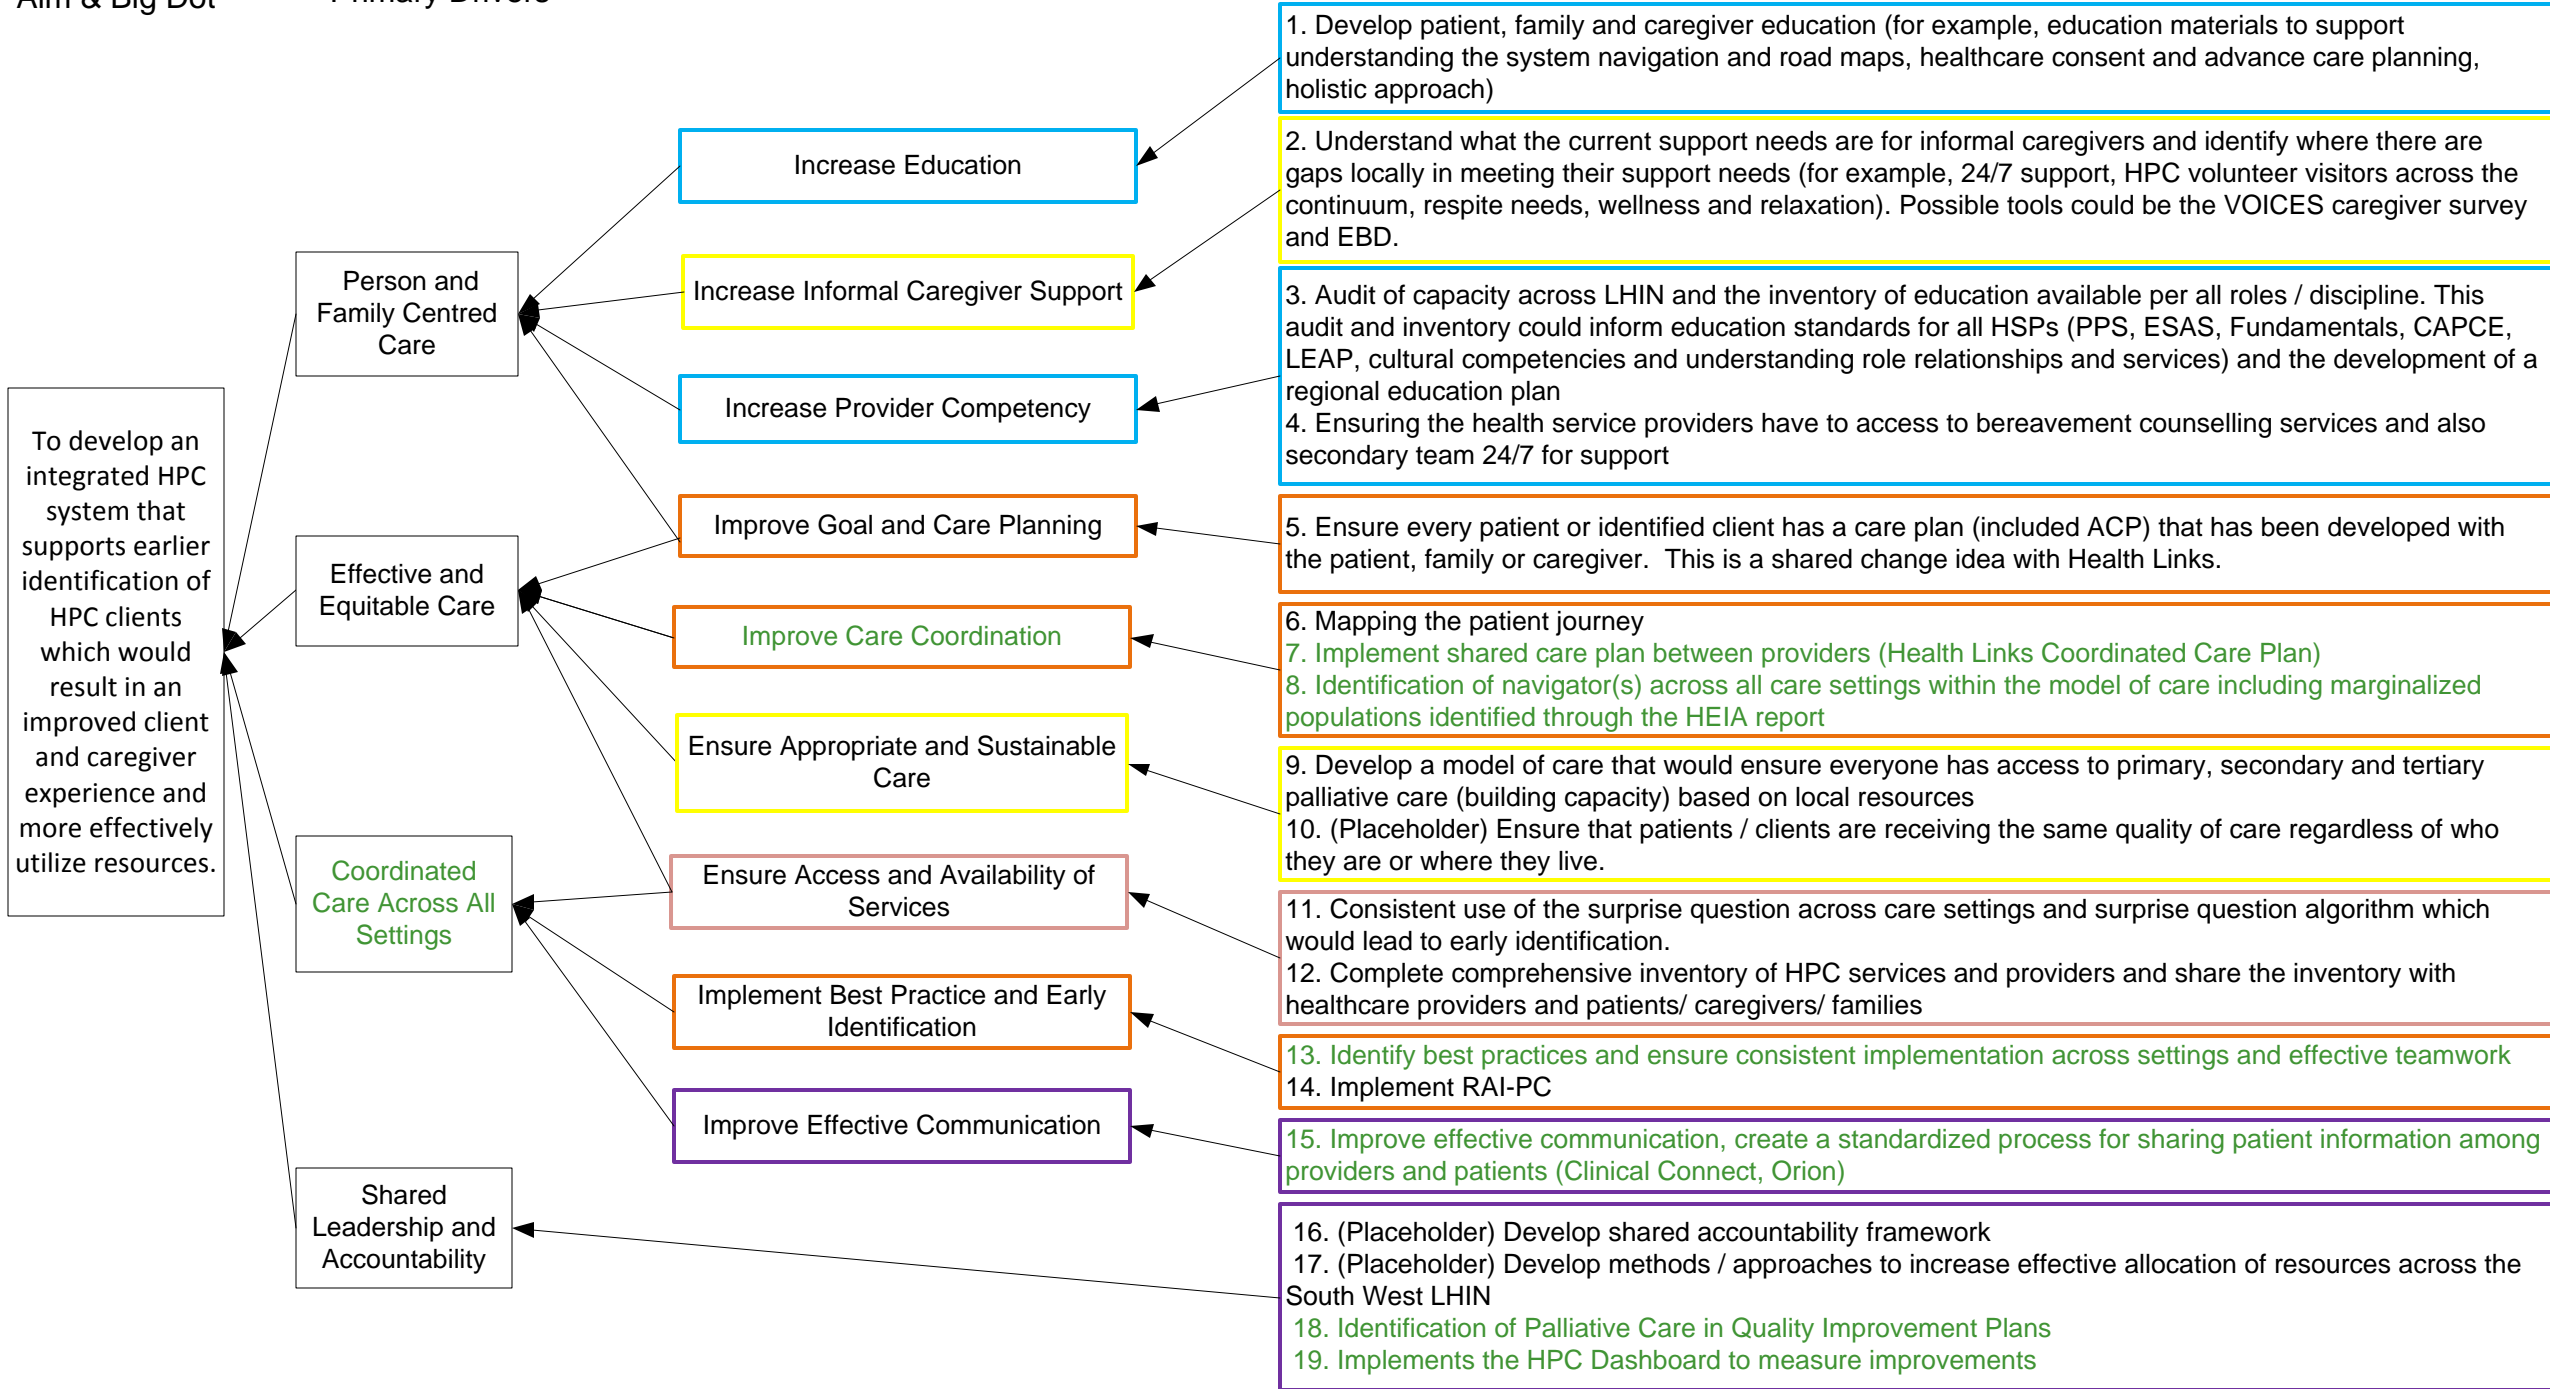 Aim & Big Dot
Primary Drivers
To develop an
integrated HPC
system that
supports earlier
identification of
HPC clients
which would
result in an
improved client
and caregiver
experience and
more effectively
utilize resources.
Person and
Family Centred
Care
Effective and
Equitable Care
Coordinated
Care Across All
Settings
Shared
Leadership and
Accountability
Increase Education
Increase Informal Caregiver Support
Increase Provider Competency
Improve Goal and Care Planning
Improve Care Coordination
Ensure Appropriate and Sustainable
Care
Ensure Access and Availability of
Services
Implement Best Practice and Early
Identification
Improve Effective Communication
1. Develop patient, family and caregiver education (for example, education materials to support
understanding the system navigation and road maps, healthcare consent and advance care planning,
holistic approach)
2. Understand what the current support needs are for informal caregivers and identify where there are
gaps locally in meeting their support needs (for example, 24/7 support, HPC volunteer visitors across the
continuum, respite needs, wellness and relaxation). Possible tools could be the VOICES caregiver survey
and EBD.
3. Audit of capacity across LHIN and the inventory of education available per all roles / discipline. This
audit and inventory could inform education standards for all HSPs (PPS, ESAS, Fundamentals, CAPCE,
LEAP, cultural competencies and understanding role relationships and services) and the development of a
regional education plan
4. Ensuring the health service providers have to access to bereavement counselling services and also
secondary team 24/7 for support
5. Ensure every patient or identified client has a care plan (included ACP) that has been developed with
the patient, family or caregiver.  This is a shared change idea with Health Links.
6. Mapping the patient journey
7. Implement shared care plan between providers (Health Links Coordinated Care Plan)
8. Identification of navigator(s) across all care settings within the model of care including marginalized
populations identified through the HEIA report
9. Develop a model of care that would ensure everyone has access to primary, secondary and tertiary
palliative care (building capacity) based on local resources
10. (Placeholder) Ensure that patients / clients are receiving the same quality of care regardless of who
they are or where they live.
11. Consistent use of the surprise question across care settings and surprise question algorithm which
would lead to early identification.
12. Complete comprehensive inventory of HPC services and providers and share the inventory with
healthcare providers and patients/ caregivers/ families
13. Identify best practices and ensure consistent implementation across settings and effective teamwork
14. Implement RAI-PC
15. Improve effective communication, create a standardized process for sharing patient information among
providers and patients (Clinical Connect, Orion)
16. (Placeholder) Develop shared accountability framework
17. (Placeholder) Develop methods / approaches to increase effective allocation of resources across the
South West LHIN
18. Identification of Palliative Care in Quality Improvement Plans
19. Implements the HPC Dashboard to measure improvements